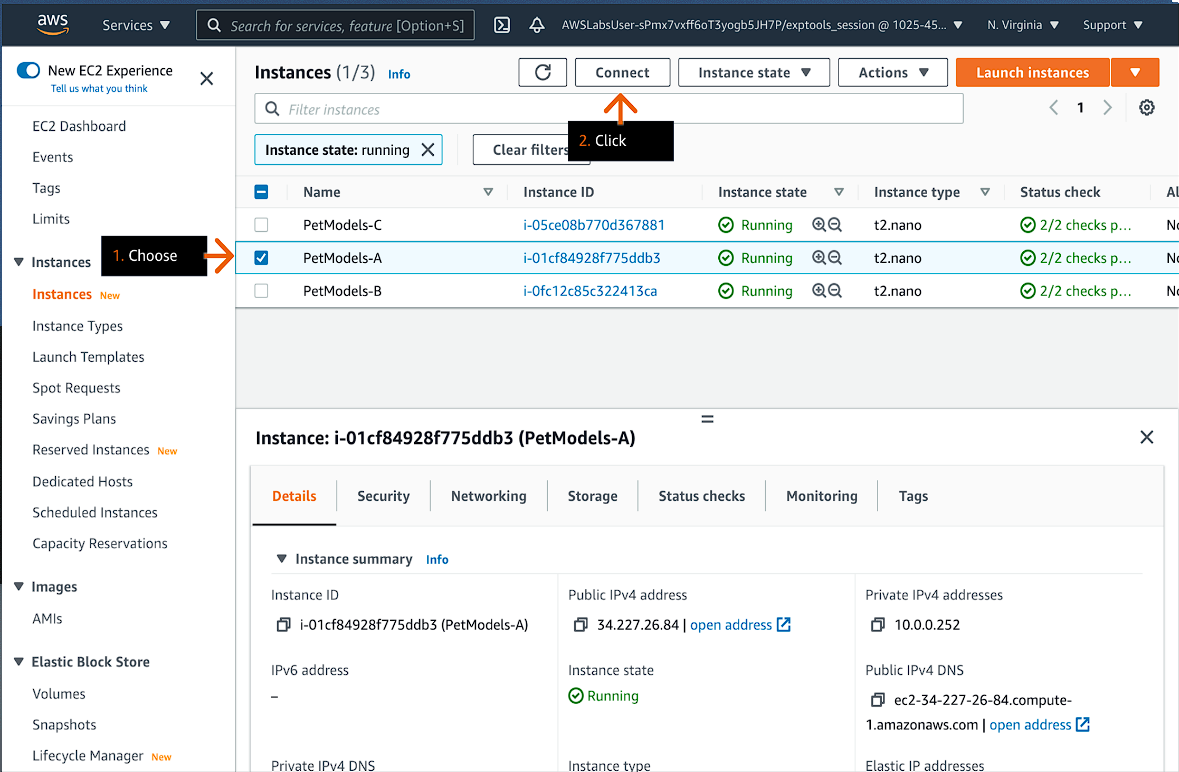 aws Services Search for services, feature [Option+S] AWSLabsUser-sPmx7vxff6oT3yogb5JH7P/exptools_session @ 1025-45... N. Virginia Support
New EC2 Experience
Tell us what you think
EC2 Dashboard
Events
Tags
Limits
Instances
Instances New
Instance Types
Launch Templates
Spot Requests
Savings Plans
Reserved Instances New
Dedicated Hosts
Scheduled Instances
Capacity Reservations
Images
AMIs
Elastic Block Store
Volumes
Snapshots
Lifecycle Manager New
1. Choose
Instances (1/3) Info Connect Instance state Actions Launch instances
Filter instances 1
2. Click
Instance state: running Clear filters
Name Instance ID Instance state Instance type Status check Al
PetModels-C i-05ce08b770d367881 Running t2.nano 2/2 checks p... No
PetModels-A i-01cf84928f775ddb3 Running t2.nano 2/2 checks p... No
PetModels-B i-0fc12c85c322413ca Running t2.nano 2/2 checks p... No
Instance: i-01cf84928f775ddb3 (PetModels-A)
Details Security Networking Storage Status checks Monitoring Tags
Instance summary Info
Instance ID Public IPv4 address Private IPv4 addresses
i-01cf84928f775ddb3 (PetModels-A) 34.227.26.84 | open address 10.0.0.252
IPv6 address Instance state Public IPv4 DNS
– Running ec2-34-227-26-84.compute-
1.amazonaws.com | open address
Private IPv4 DNS Instance type Elastic IP addresses